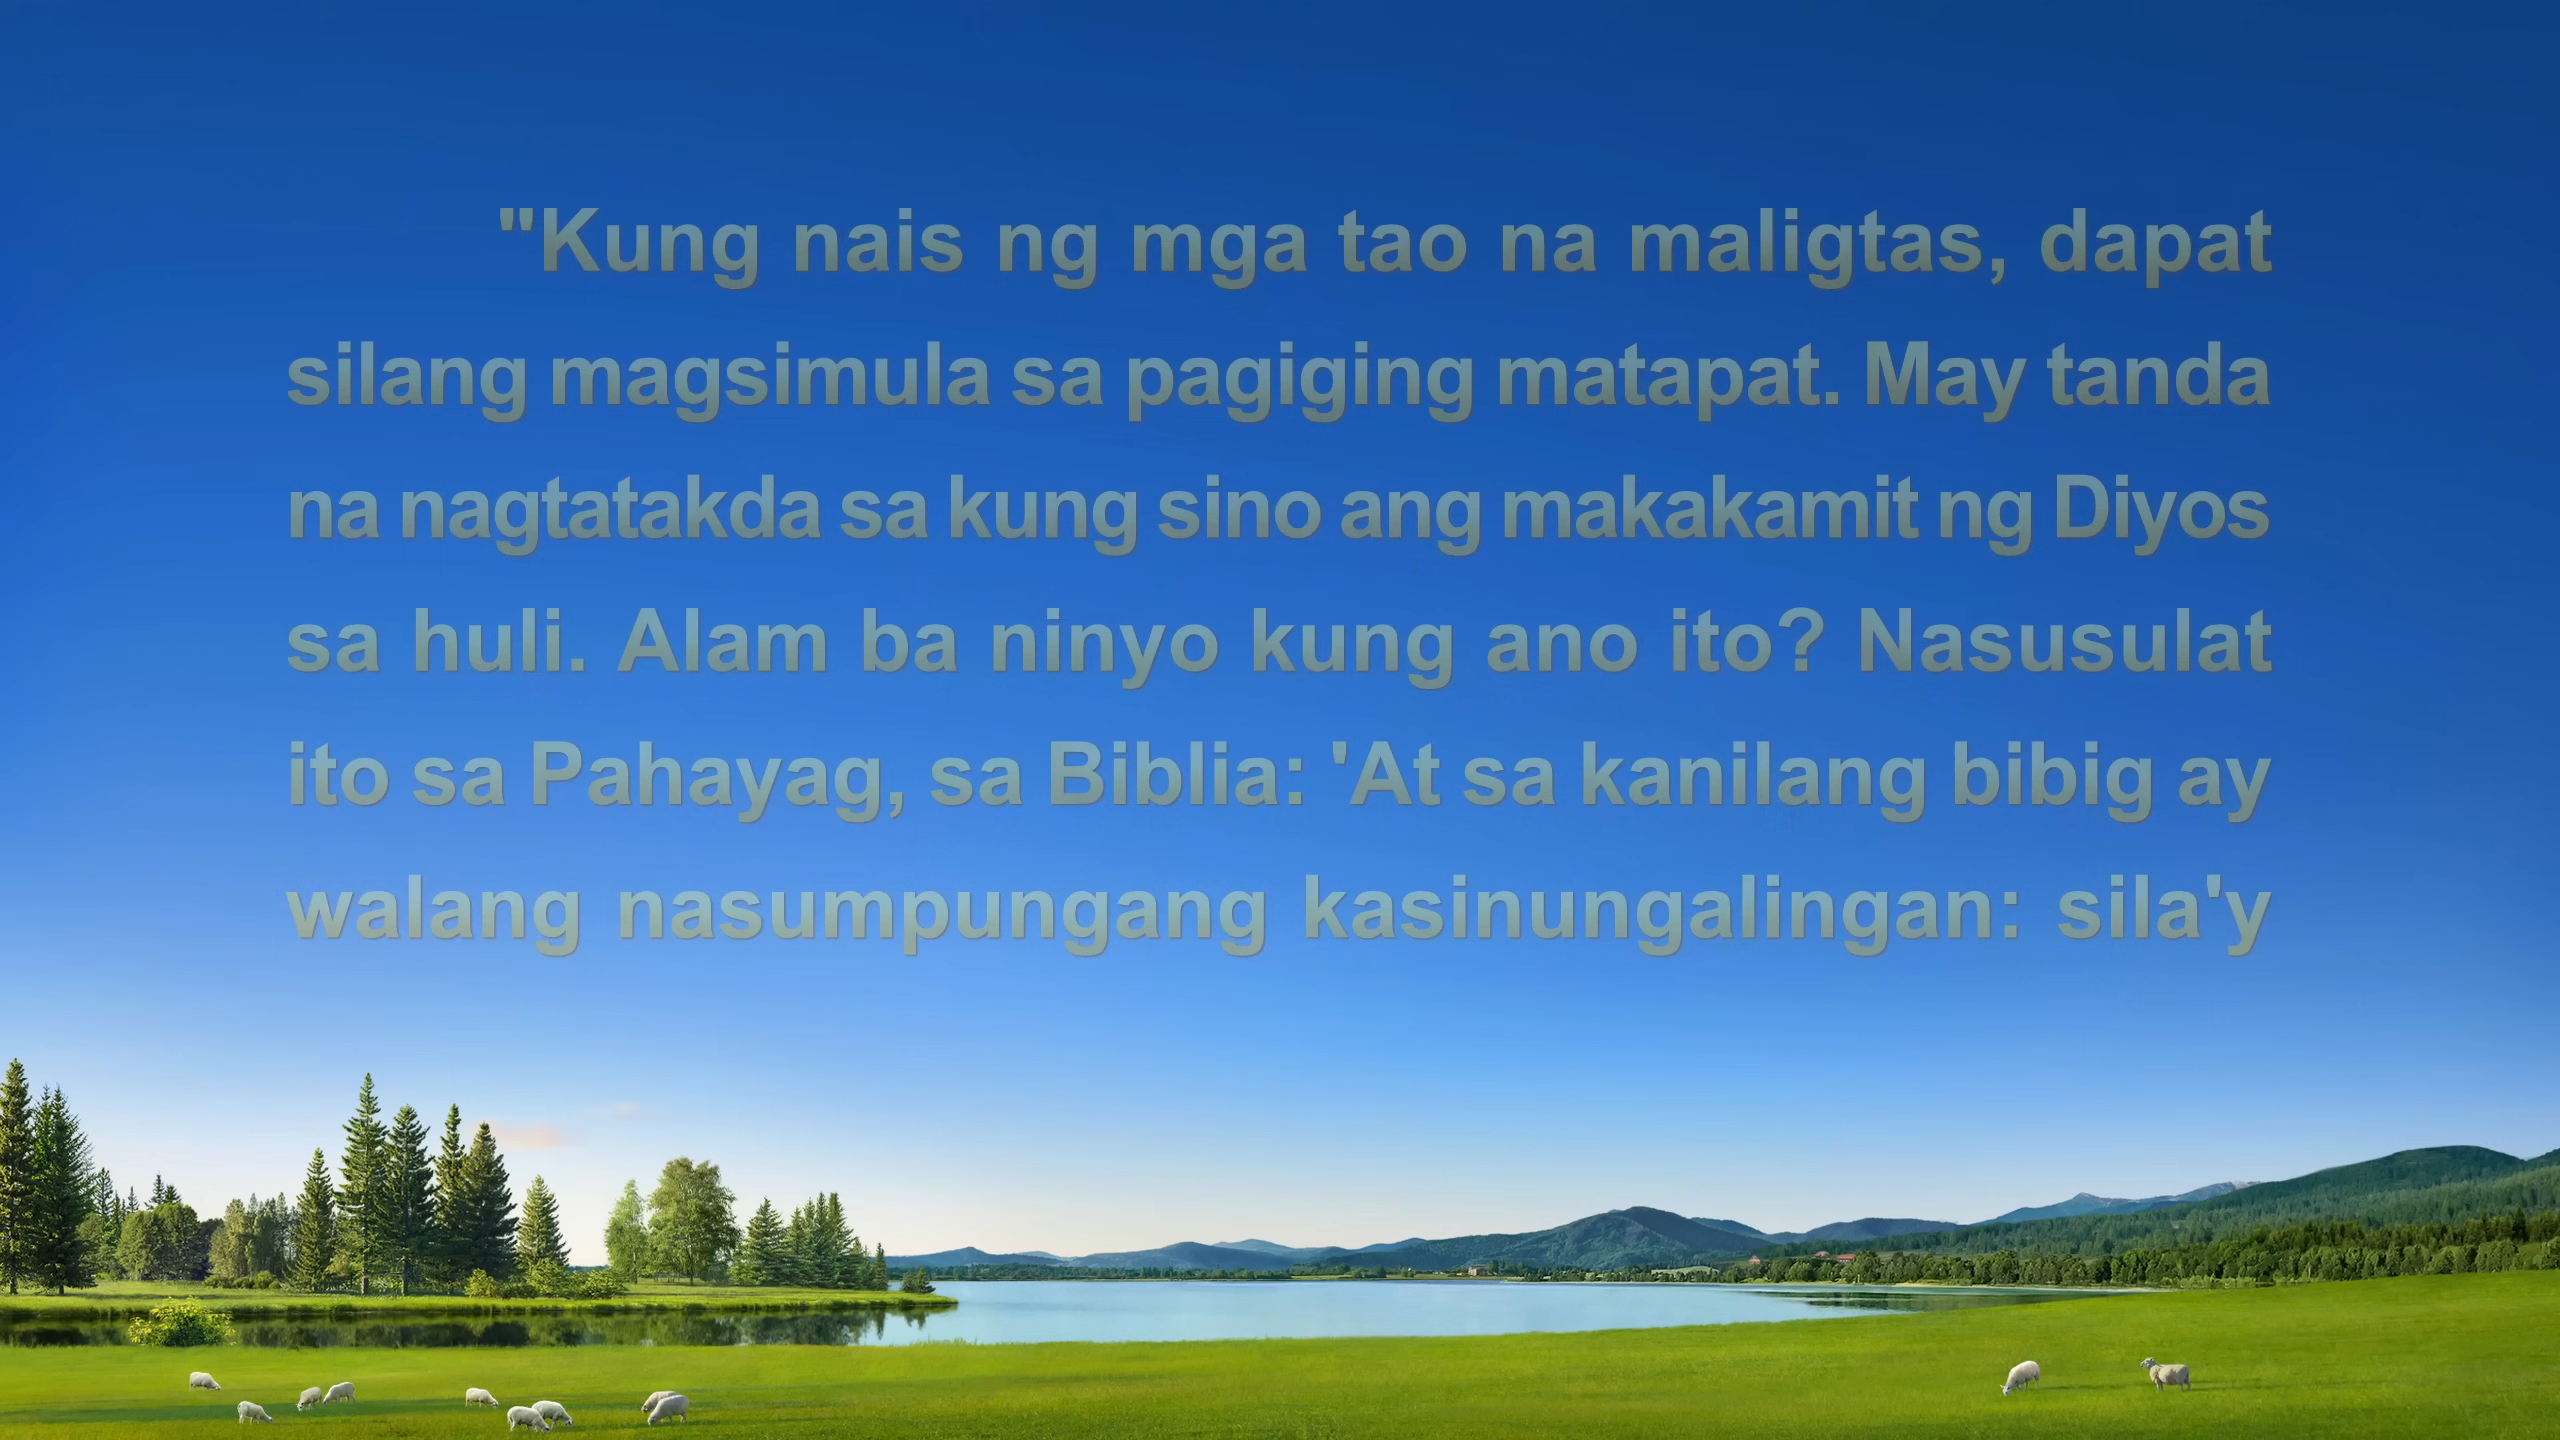 "Kung nais ng mga tao na maligtas, dapat
silang magsimula sa pagiging matapat. May tanda
na nagtatakda sa kung sino ang makakamit ng Diyos
sa huli. Alam ba ninyo kung ano ito? Nasusulat
ito sa Pahayag, sa Biblia: 'At sa kanilang bibig ay
walang nasumpungang kasinungalingan: sila'y